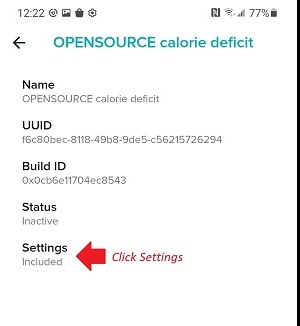 12:22 77%
OPENSOURCE calorie deficit
Name
OPENSOURCE calorie deficit
UUID
f6c80bec-8118-49b8-9de5-c56215726294
Build ID
0x0cb6e11704ec8543
Status
Inactive
Settings
Included
Click Settings